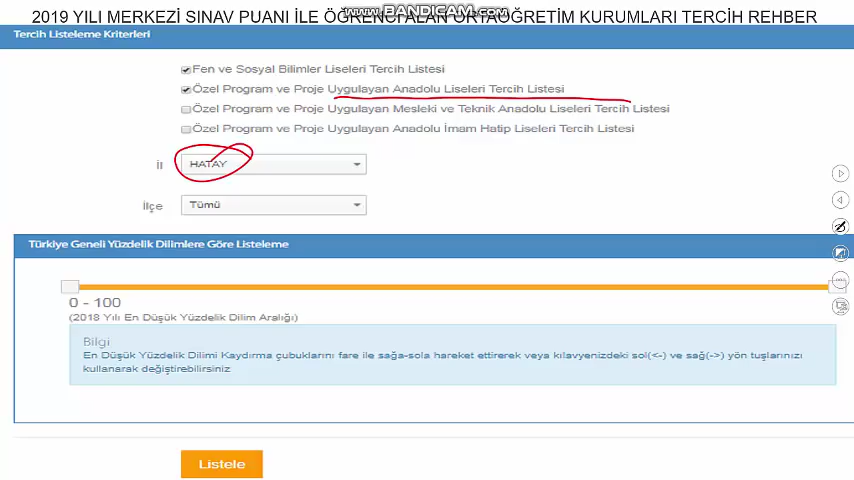 2019 YILI MERKEZİ SINAV PUANI İLE ÖĞRENCİ ALAN ORTAÖĞRETİM KURUMLARI TERCİH REHBER
www.BANDICAM.com
Tercih Listeleme Kriterleri
Fen ve Sosyal Bilimler Liseleri Tercih Listesi
Özel Program ve Proje Uygulayan Anadolu Liseleri Tercih Listesi
Özel Program ve Proje Uygulayan Mesleki ve Teknik Anadolu Liseleri Tercih Listesi
Özel Program ve Proje Uygulayan Anadolu İmam Hatip Liseleri Tercih Listesi
İl HATAY
İlçe Tümü
Türkiye Geneli Yüzdelik Dilimlere Göre Listeleme
0 - 100
(2018 Yılı En Düşük Yüzdelik Dilim Aralığı)
Bilgi
En Düşük Yüzdelik Dilimi Kaydırma çubuklarını fare ile sağa-sola hareket ettirerek veya kılavyenizdeki sol(<-) ve sağ(->) yön tuşlarınızı
kullanarak değiştirebilirsiniz
Listele